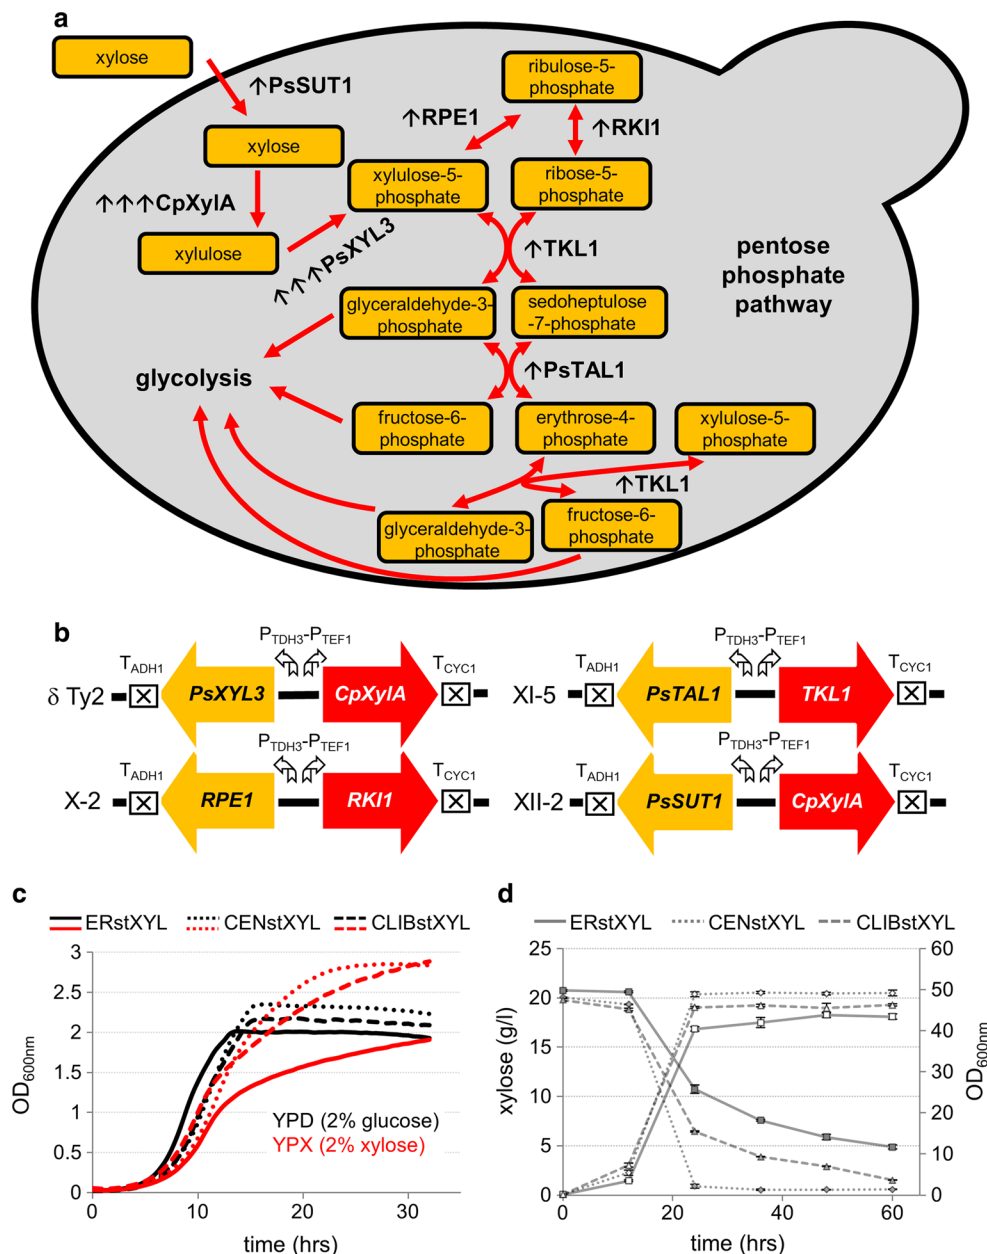 a
xylose
↑PsSUT1
xylose
↑↑↑CpXylA
xylulose
↑↑↑PsXYL3
ribulose-5-
phosphate
↑RPE1
↑RKI1
xylulose-5-
phosphate
ribose-5-
phosphate
↑TKL1
glyceraldehyde-3-
phosphate
sedoheptulose
-7-phosphate
↑PsTAL1
glycolysis
fructose-6-
phosphate
erythrose-4-
phosphate
xylulose-5-
phosphate
↑TKL1
glyceraldehyde-3-
phosphate
fructose-6-
phosphate
pentose
phosphate
pathway
b
δ Ty2
TADH1
PsXYL3
PTDH3-PTEF1
CpXylA
TCYC1
XI-5
TADH1
PsTAL1
PTDH3-PTEF1
TKL1
TCYC1
X-2
TADH1
RPE1
PTDH3-PTEF1
RKI1
TCYC1
XII-2
TADH1
PsSUT1
PTDH3-PTEF1
CpXylA
TCYC1
c
ERstXYL CENstXYL CLIBstXYL
3
2.5
2
1.5
1
0.5
0
OD600nm
YPD (2% glucose)
YPX (2% xylose)
0 10 20 30
time (hrs)
d
ERstXYL CENstXYL CLIBstXYL
25
20
15
10
5
0
xylose (g/l)
60
50
40
30
20
10
0
OD600nm
0 20 40 60
time (hrs)